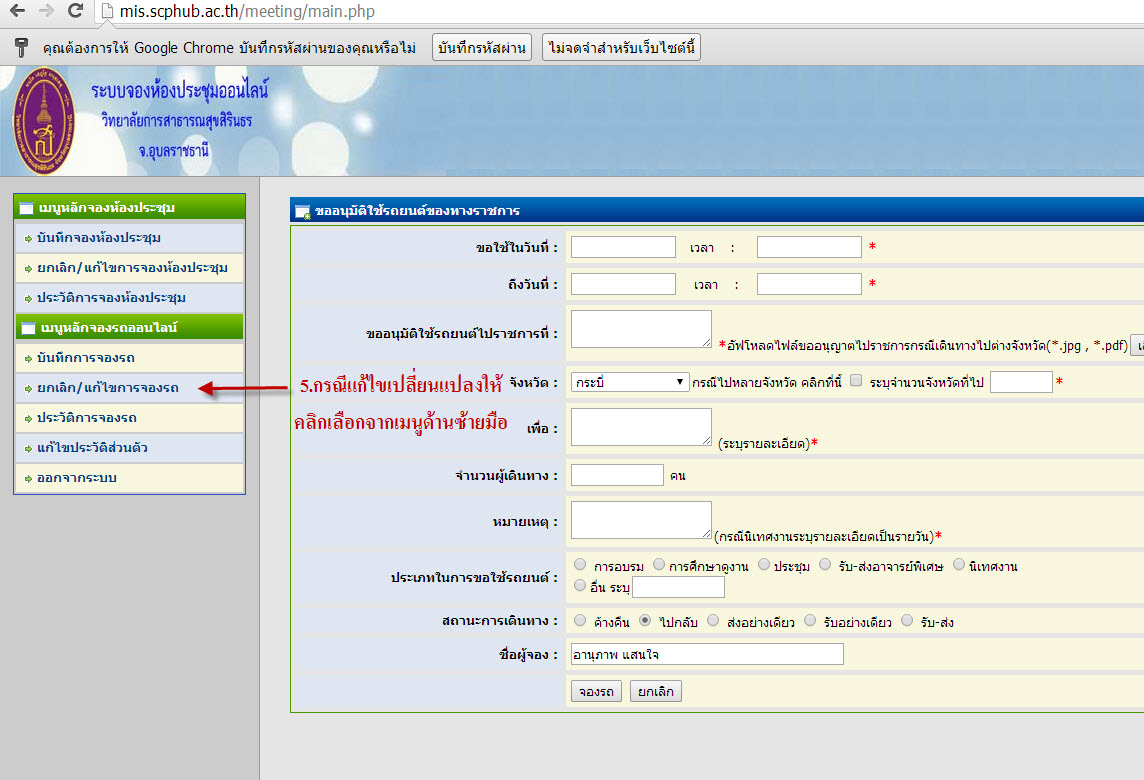 mis.scphub.ac.th/meeting/main.php
คุณต้องการให้ Google Chrome บันทึกรหัสผ่านของคุณหรือไม่ บันทึกรหัสผ่าน ไม่จดจำสำหรับเว็บไซต์นี้
ระบบจองห้องประชุมออนไลน์
วิทยาลัยการสาธารณสุขสิรินธร
จ.อุบลราชธานี
เมนูหลักจองห้องประชุม
บันทึกจองห้องประชุม
ยกเลิก/แก้ไขการจองห้องประชุม
ประวัติการจองห้องประชุม
เมนูหลักจองรถออนไลน์
บันทึกการจองรถ
ยกเลิก/แก้ไขการจองรถ
ประวัติการจองรถ
แก้ไขประวัติส่วนตัว
ออกจากระบบ
5.กรณีแก้ไขเปลี่ยนแปลงให้
คลิกเลือกจากเมนูด้านซ้ายมือ
ขออนุมัติใช้รถยนต์ของทางราชการ
ขอใช้ในวันที่ : เวลา : *
ถึงวันที่ : เวลา : *
ขออนุมัติใช้รถยนต์ไปราชการที่ : *อัฟโหลดไฟล์ขออนุญาตไปราชการกรณีเดินทางไปต่างจังหวัด(*.jpg , *.pdf)
จังหวัด : กระบี่ กรณีไปหลายจังหวัด คลิกที่นี้ ระบุจำนวนจังหวัดที่ไป *
เพื่อ : (ระบุรายละเอียด)*
จำนวนผู้เดินทาง : คน
หมายเหตุ : (กรณีนิเทศงานระบุรายละเอียดเป็นรายวัน)*
ประเภทในการขอใช้รถยนต์ : การอบรม การศึกษาดูงาน ประชุม รับ-ส่งอาจารย์พิเศษ นิเทศงาน
อื่น ระบุ
สถานะการเดินทาง : ค้างคืน ไปกลับ ส่งอย่างเดียว รับอย่างเดียว รับ-ส่ง
ชื่อผู้จอง : อานุภาพ แสนใจ
จองรถ ยกเลิก